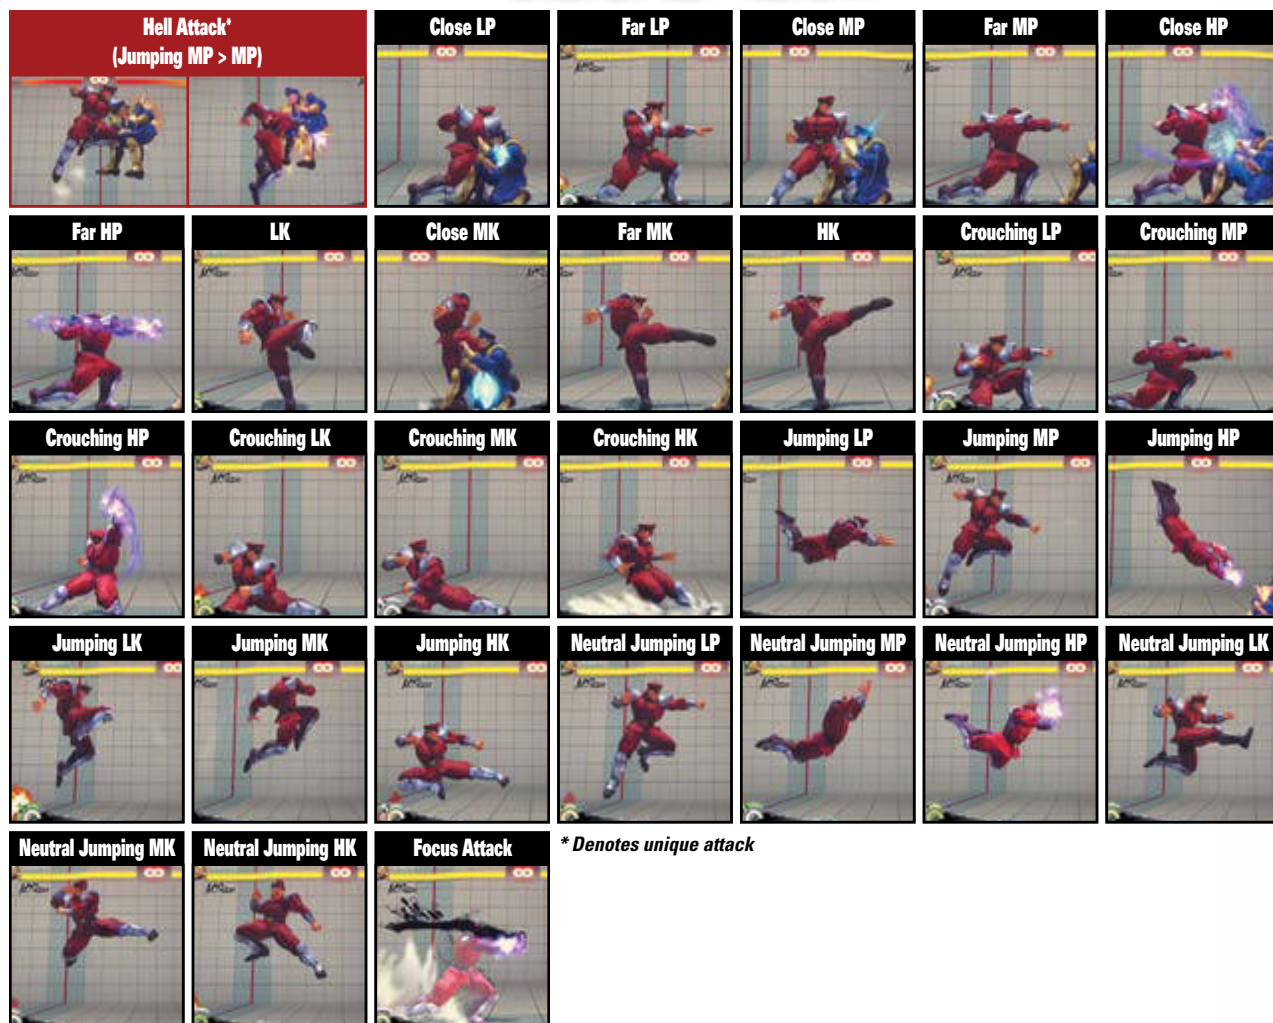 Hell Attack*
(Jumping MP > MP)
Close LP
Far LP
Close MP
Far MP
Close HP
Far HP
LK
Close MK
Far MK
HK
Crouching LP
Crouching MP
Crouching HP
Crouching LK
Crouching MK
Crouching HK
Jumping LP
Jumping MP
Jumping HP
Jumping LK
Jumping MK
Jumping HK
Neutral Jumping LP
Neutral Jumping MP
Neutral Jumping HP
Neutral Jumping LK
Neutral Jumping MK
Neutral Jumping HK
Focus Attack
* Denotes unique attack